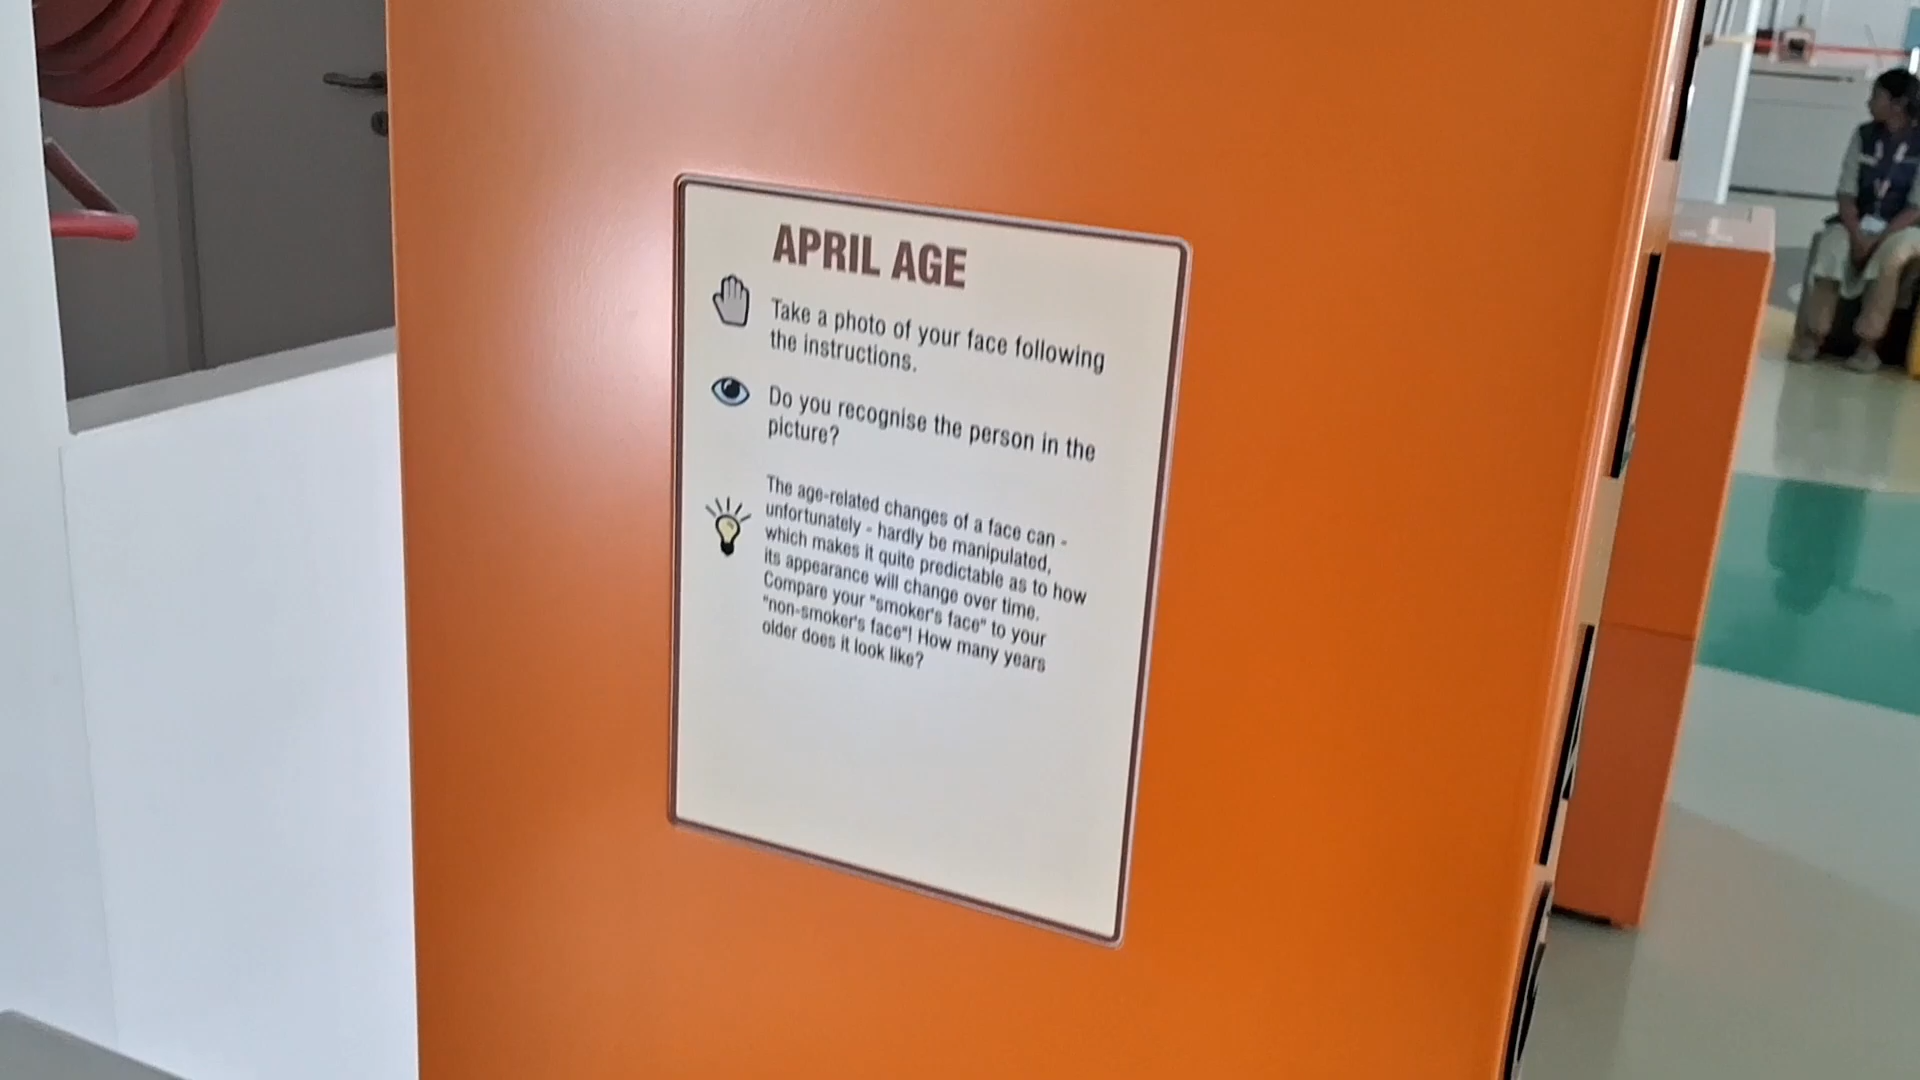 APRIL AGE
Take a photo of your face following
the instructions.
Do you recognise the person in the
picture?
The age-related changes of a face can -
unfortunately - hardly be manipulated,
which makes it quite predictable as to how
its appearance will change over time.
Compare your "smoker's face" to your
"non-smoker's face"! How many years
older does it look like?